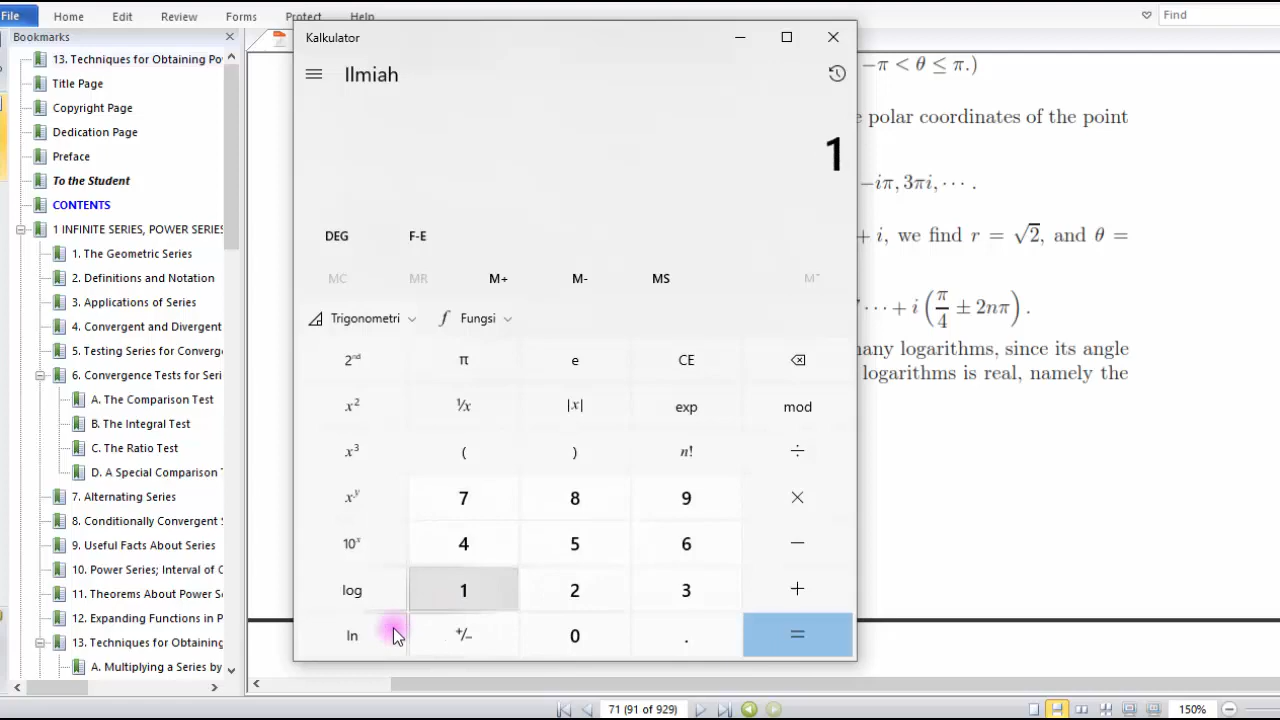 File Home Edit Review Forms Protect Help Find
Bookmarks
13. Techniques for Obtaining Po
Title Page
Copyright Page
Dedication Page
Preface
To the Student
CONTENTS
1 INFINITE SERIES, POWER SERIES
1. The Geometric Series
2. Definitions and Notation
3. Applications of Series
4. Convergent and Divergent
5. Testing Series for Converg
6. Convergence Tests for Seri
A. The Comparison Test
B. The Integral Test
C. The Ratio Test
D. A Special Comparison T
7. Alternating Series
8. Conditionally Convergent S
9. Useful Facts About Series
10. Power Series; Interval of C
11. Theorems About Power S
12. Expanding Functions in P
13. Techniques for Obtaining
A. Multiplying a Series by
Kalkulator
Ilmiah
1
DEG F-E
MC MR M+ M- MS M˅
Trigonometri f Fungsi
2ⁿᵈ π e CE
x² ¹/x |x| exp mod
x³ ( ) n! ÷
xʸ 7 8 9 ×
10ˣ 4 5 6 −
log 1 2 3 +
ln +/− 0 . =
−π < θ ≤ π.)
e polar coordinates of the point
−iπ, 3πi, ··· .
+ i, we find r = √2, and θ =
··· + i (π/4 ± 2nπ) .
many logarithms, since its angle
logarithms is real, namely the
71 (91 of 929) 150%